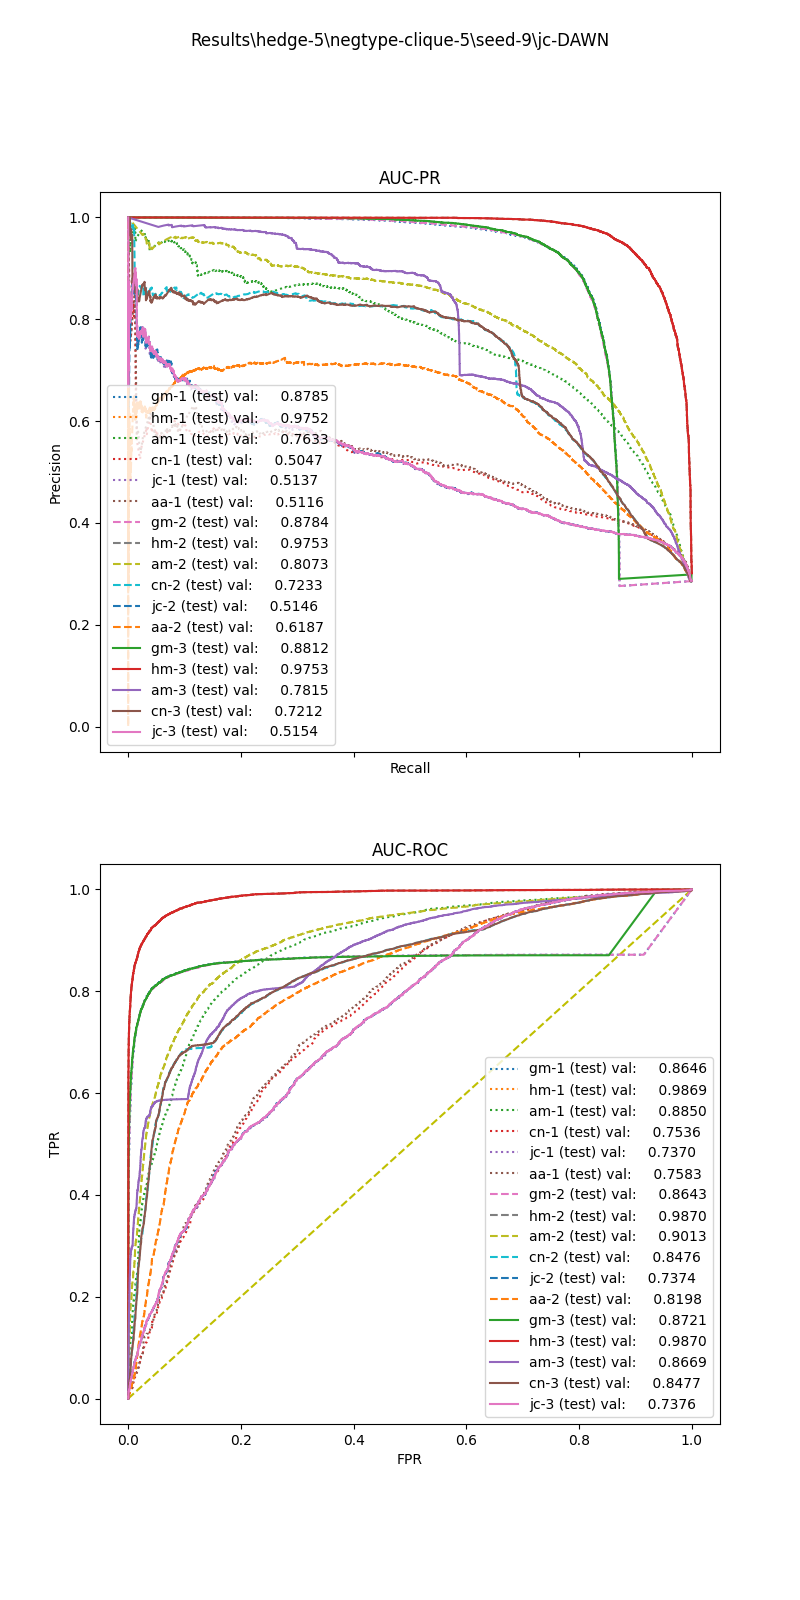 Results\hedge-5\negtype-clique-5\seed-9\jc-DAWN
AUC-PR
1.0
0.8
0.6
0.4
0.2
0.0
Precision
gm-1 (test) val: 0.8785
hm-1 (test) val: 0.9752
am-1 (test) val: 0.7633
cn-1 (test) val: 0.5047
jc-1 (test) val: 0.5137
aa-1 (test) val: 0.5116
gm-2 (test) val: 0.8784
hm-2 (test) val: 0.9753
am-2 (test) val: 0.8073
cn-2 (test) val: 0.7233
jc-2 (test) val: 0.5146
aa-2 (test) val: 0.6187
gm-3 (test) val: 0.8812
hm-3 (test) val: 0.9753
am-3 (test) val: 0.7815
cn-3 (test) val: 0.7212
jc-3 (test) val: 0.5154
Recall
AUC-ROC
1.0
0.8
0.6
0.4
0.2
0.0
TPR
gm-1 (test) val: 0.8646
hm-1 (test) val: 0.9869
am-1 (test) val: 0.8850
cn-1 (test) val: 0.7536
jc-1 (test) val: 0.7370
aa-1 (test) val: 0.7583
gm-2 (test) val: 0.8643
hm-2 (test) val: 0.9870
am-2 (test) val: 0.9013
cn-2 (test) val: 0.8476
jc-2 (test) val: 0.7374
aa-2 (test) val: 0.8198
gm-3 (test) val: 0.8721
hm-3 (test) val: 0.9870
am-3 (test) val: 0.8669
cn-3 (test) val: 0.8477
jc-3 (test) val: 0.7376
0.0 0.2 0.4 0.6 0.8 1.0
FPR